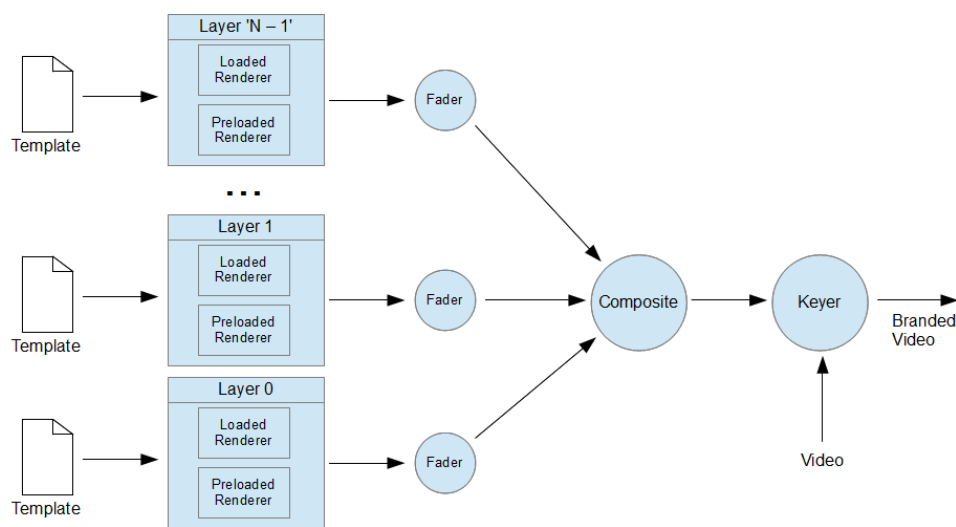 Layer 'N – 1'
Loaded
Renderer
Preloaded
Renderer
Template
Fader
...
Layer 1
Loaded
Renderer
Preloaded
Renderer
Template
Fader
Composite
Keyer
Branded
Video
Layer 0
Loaded
Renderer
Preloaded
Renderer
Template
Fader
Video